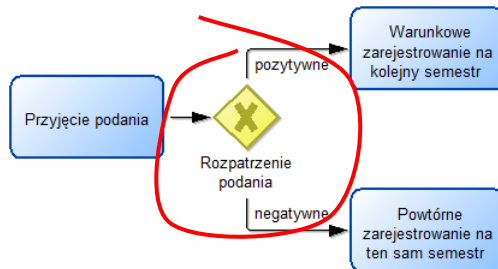 Warunkowe
zarejestrowanie na
kolejny semestr
pozytywne
Przyjęcie podania
Rozpatrzenie
podania
negatywne
Powtórne
zarejestrowanie na
ten sam semestr